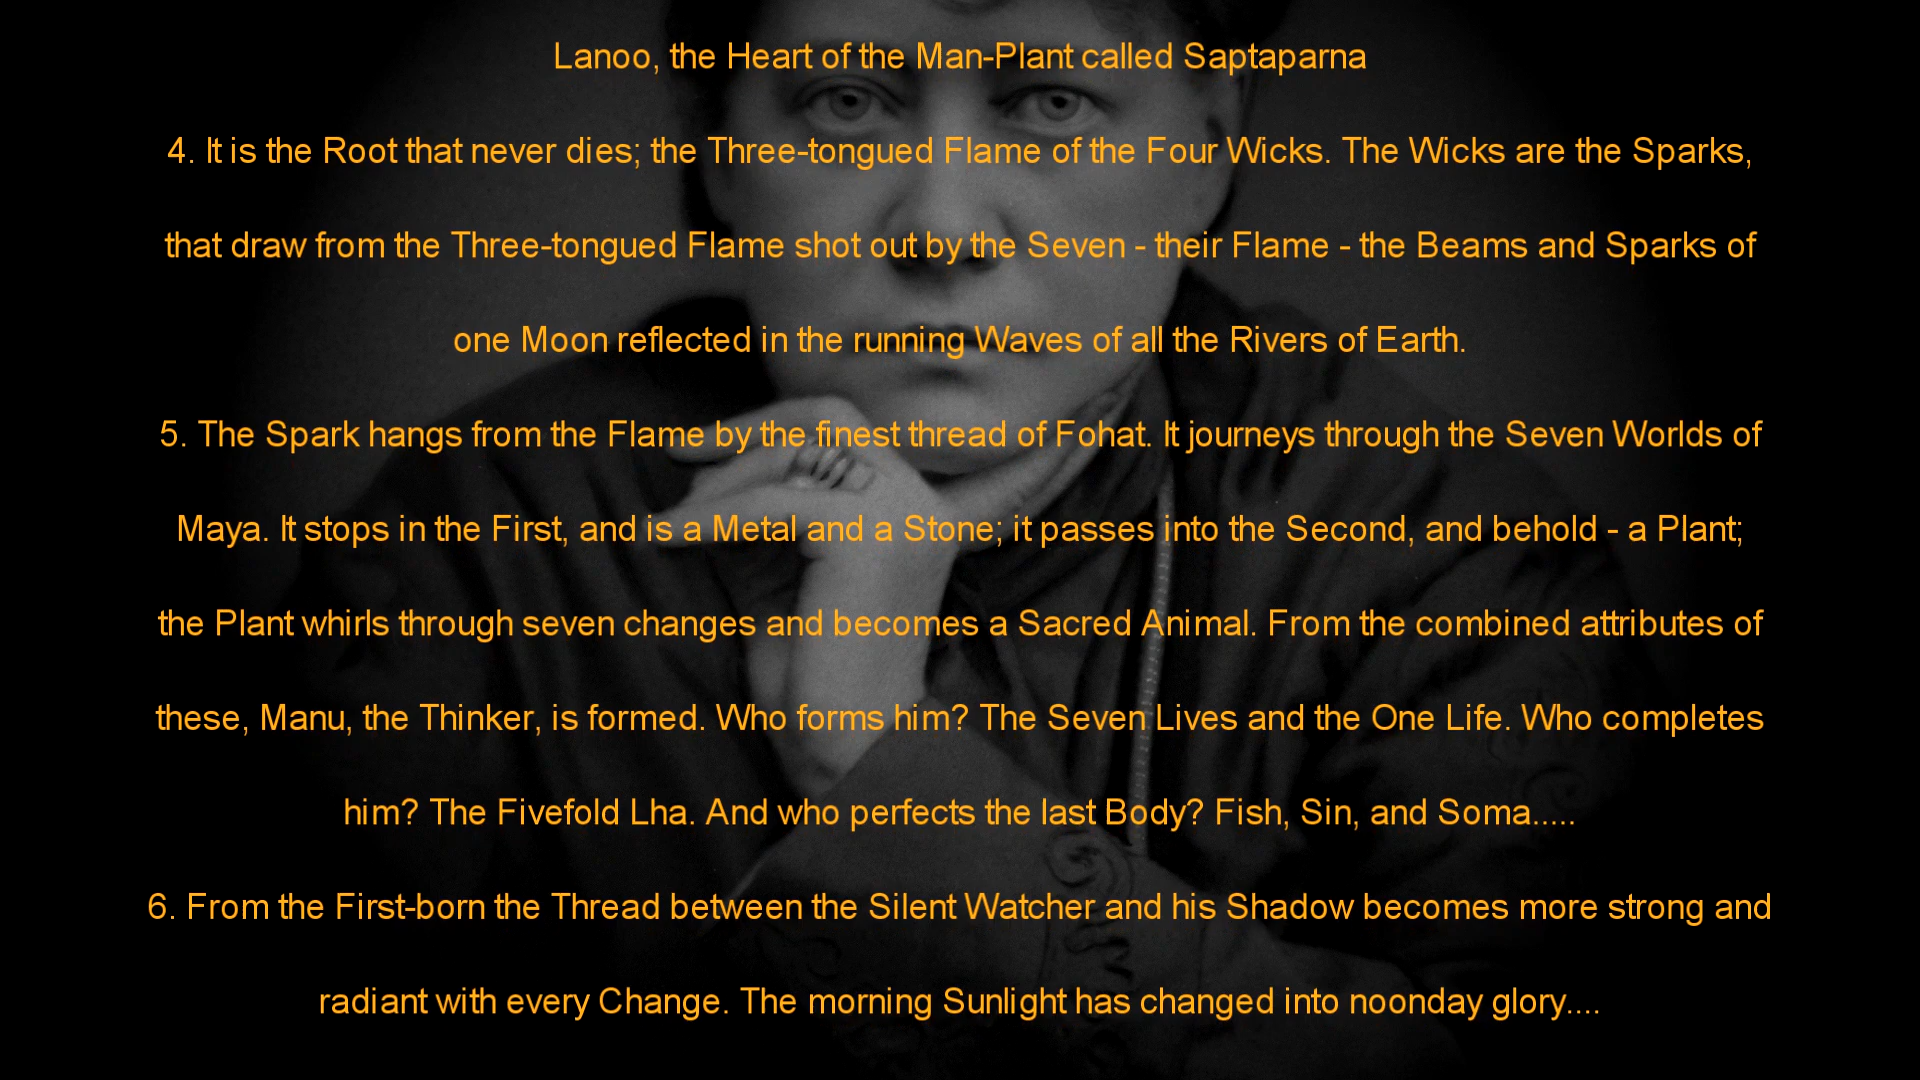 Lanoo, the Heart of the Man-Plant called Saptaparna
4. It is the Root that never dies; the Three-tongued Flame of the Four Wicks. The Wicks are the Sparks,
that draw from the Three-tongued Flame shot out by the Seven - their Flame - the Beams and Sparks of
one Moon reflected in the running Waves of all the Rivers of Earth.
5. The Spark hangs from the Flame by the finest thread of Fohat. It journeys through the Seven Worlds of
Maya. It stops in the First, and is a Metal and a Stone; it passes into the Second, and behold - a Plant;
the Plant whirls through seven changes and becomes a Sacred Animal. From the combined attributes of
these, Manu, the Thinker, is formed. Who forms him? The Seven Lives and the One Life. Who completes
him? The Fivefold Lha. And who perfects the last Body? Fish, Sin, and Soma.....
6. From the First-born the Thread between the Silent Watcher and his Shadow becomes more strong and
radiant with every Change. The morning Sunlight has changed into noonday glory....